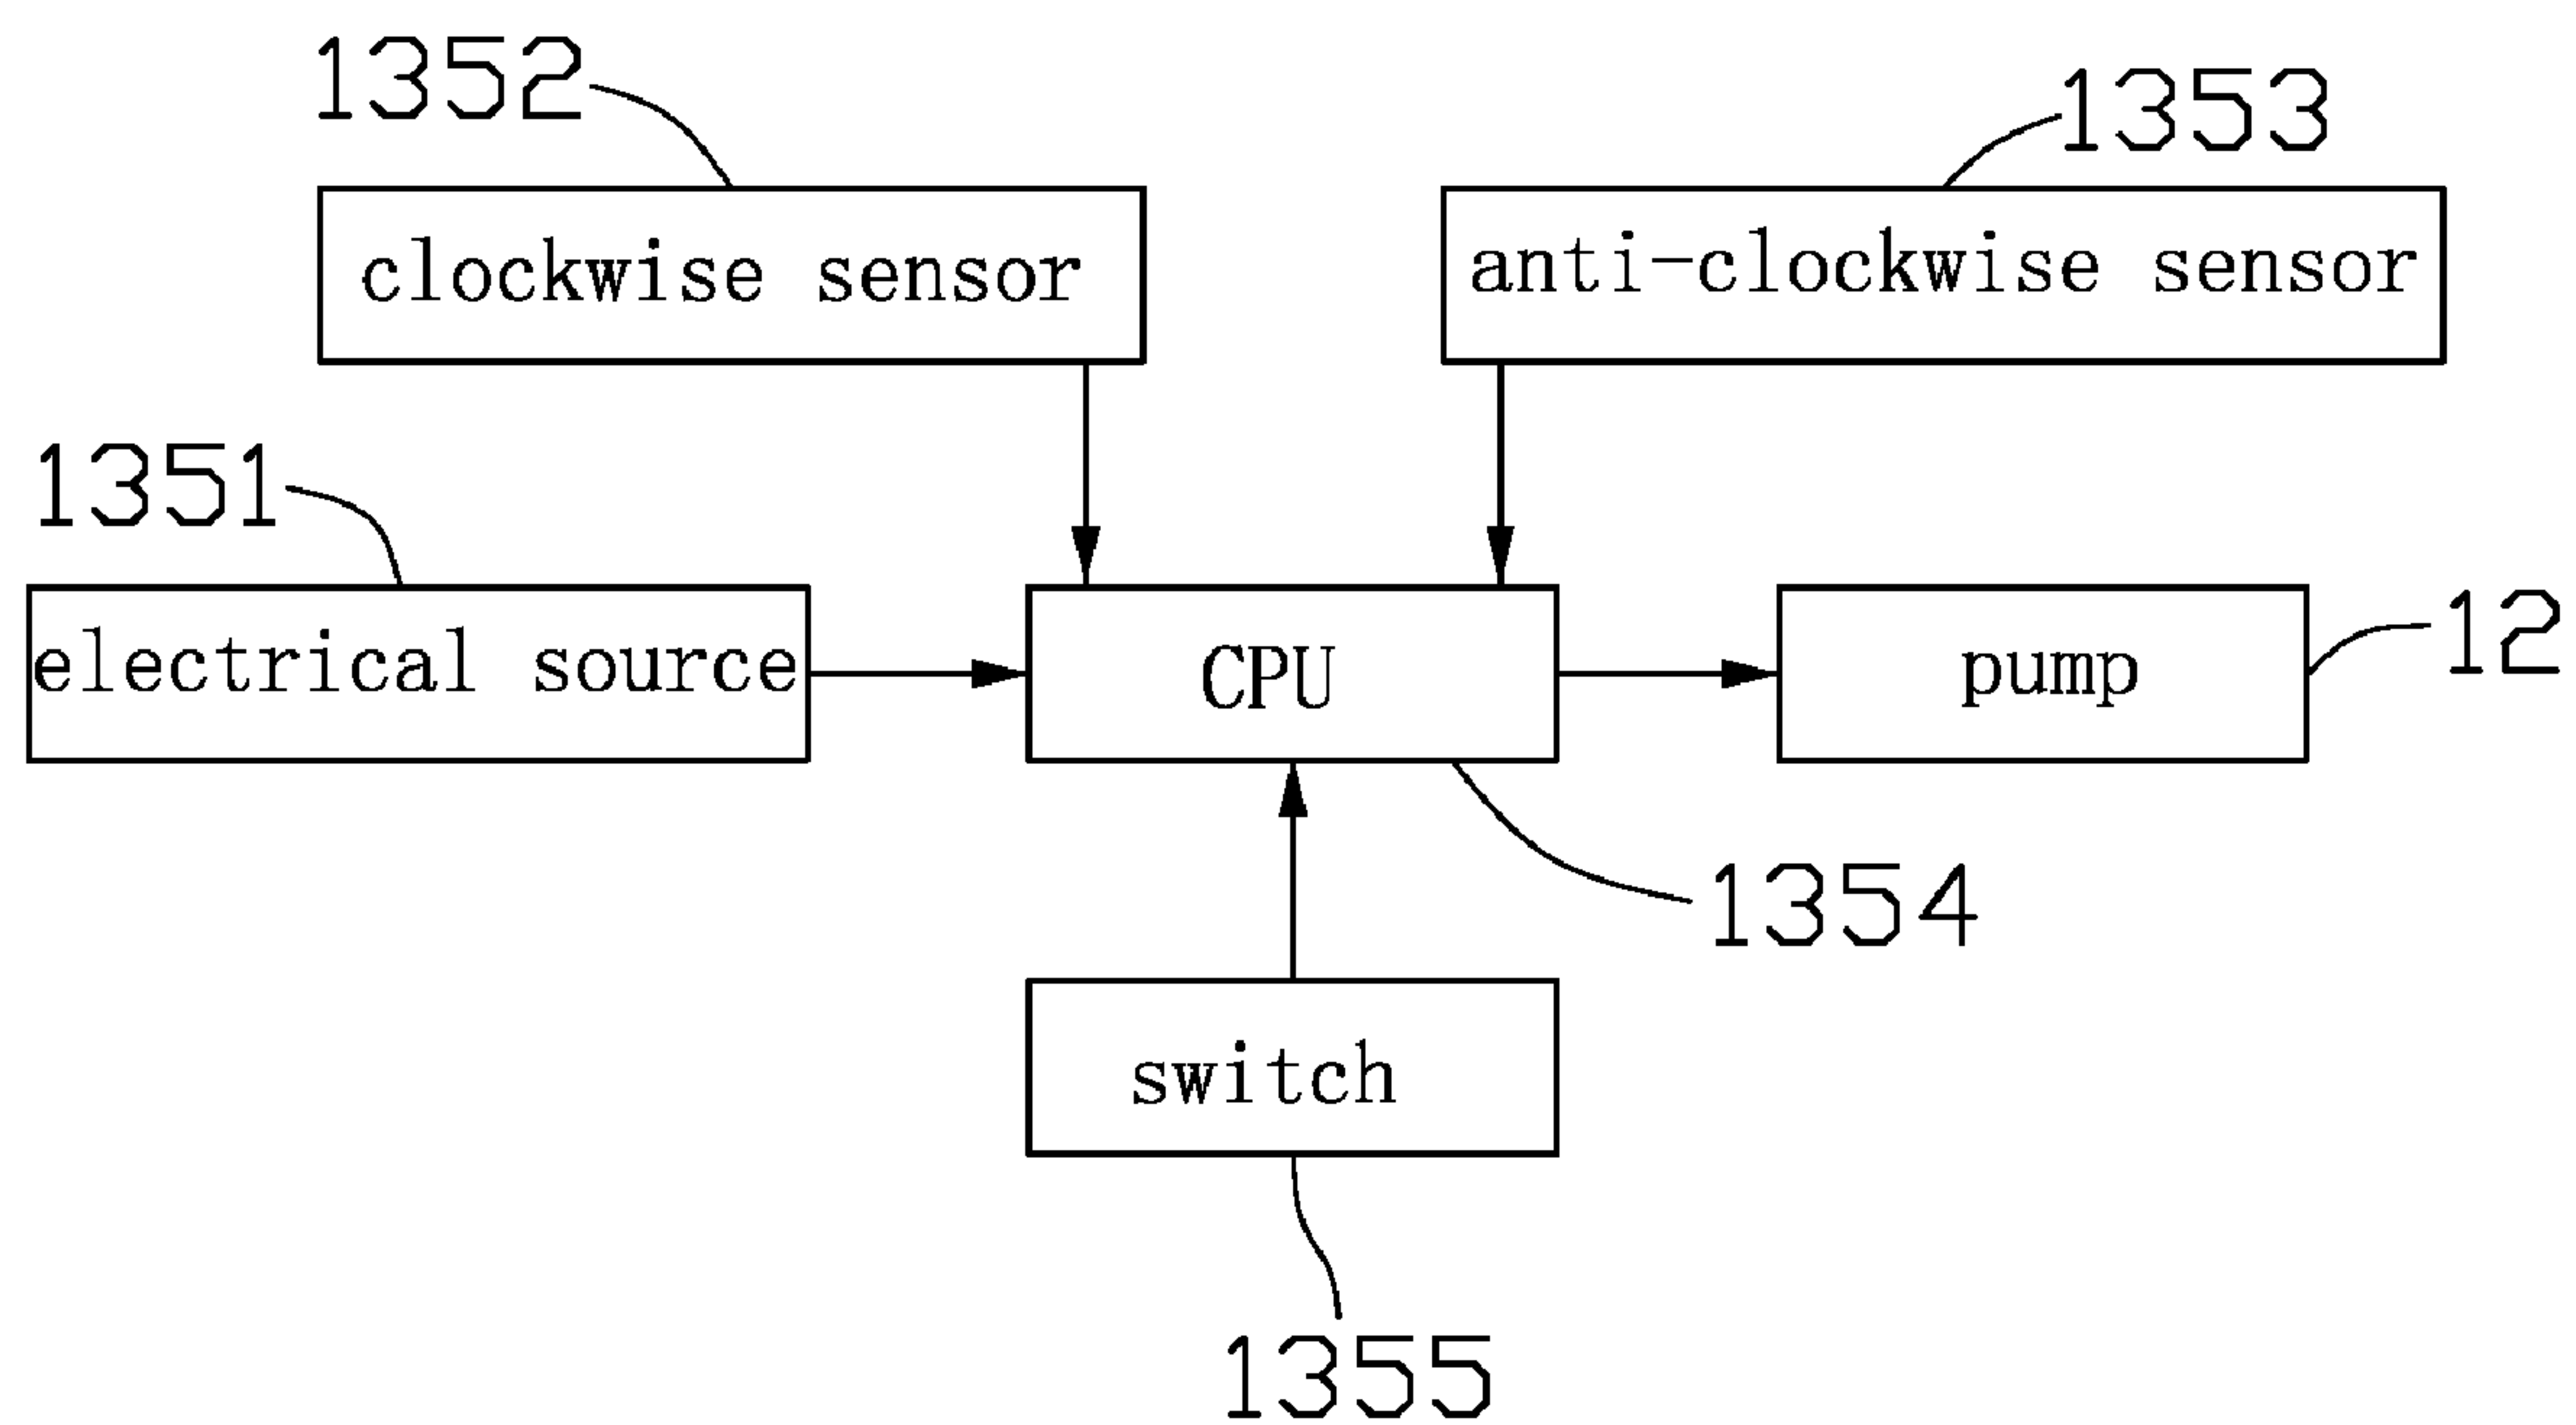 1352
1353
clockwise sensor
anti-clockwise sensor
1351
electrical source
CPU
pump
12
1354
switch
1355